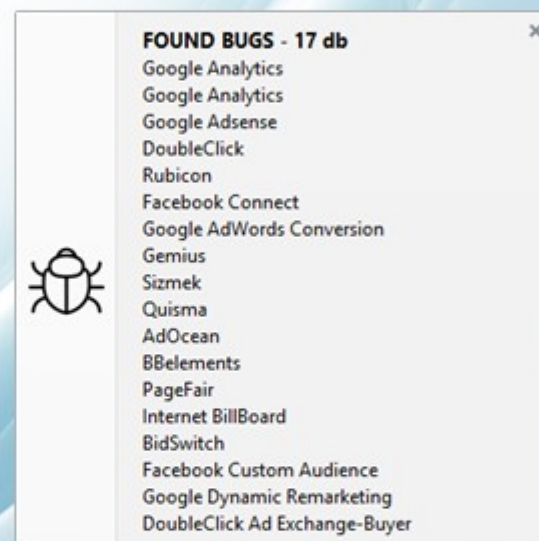 FOUND BUGS - 17 db
Google Analytics
Google Analytics
Google Adsense
DoubleClick
Rubicon
Facebook Connect
Google AdWords Conversion
Gemius
Sizmek
Quisma
AdOcean
BBelements
PageFair
Internet BillBoard
BidSwitch
Facebook Custom Audience
Google Dynamic Remarketing
DoubleClick Ad Exchange-Buyer